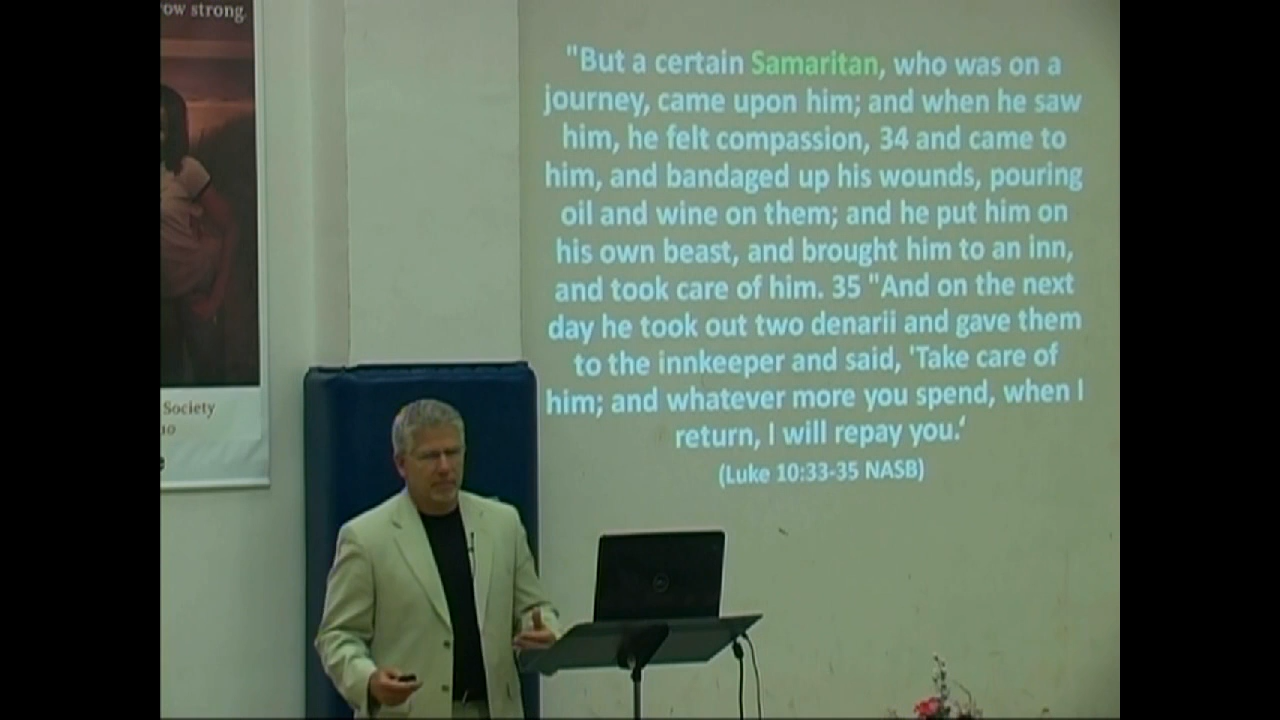 ow strong.
Society
10
e
"But a certain Samaritan, who was on a
journey, came upon him; and when he saw
him, he felt compassion, 34 and came to
him, and bandaged up his wounds, pouring
oil and wine on them; and he put him on
his own beast, and brought him to an inn,
and took care of him. 35 "And on the next
day he took out two denarii and gave them
to the innkeeper and said, 'Take care of
him; and whatever more you spend, when I
return, I will repay you.‘
(Luke 10:33-35 NASB)